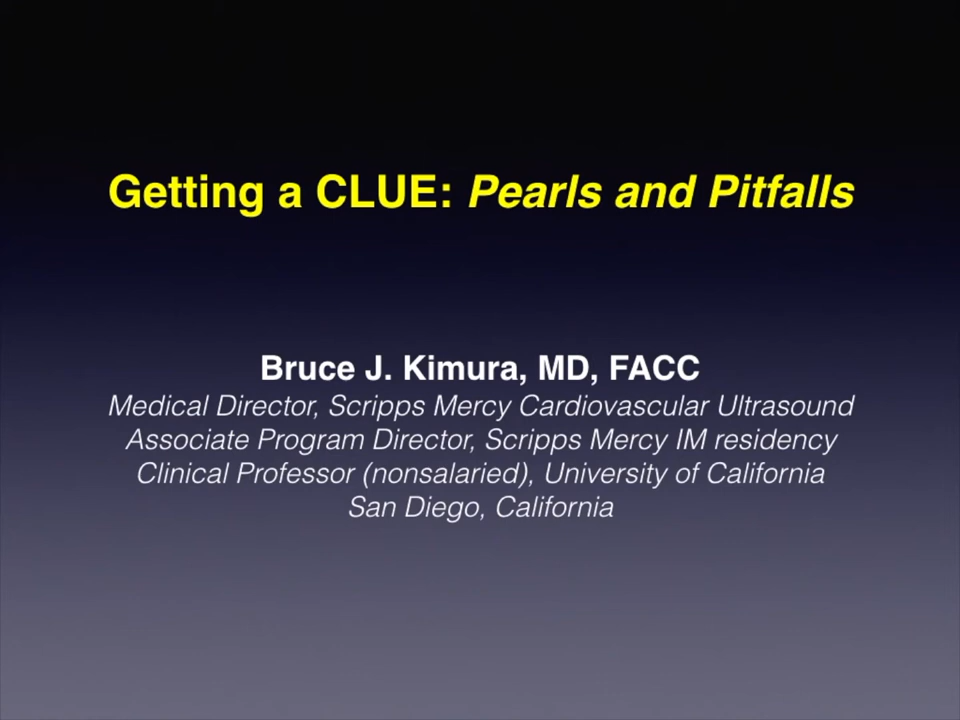 Getting a CLUE: Pearls and Pitfalls
Bruce J. Kimura, MD, FACC
Medical Director, Scripps Mercy Cardiovascular Ultrasound
Associate Program Director, Scripps Mercy IM residency
Clinical Professor (nonsalaried), University of California
San Diego, California